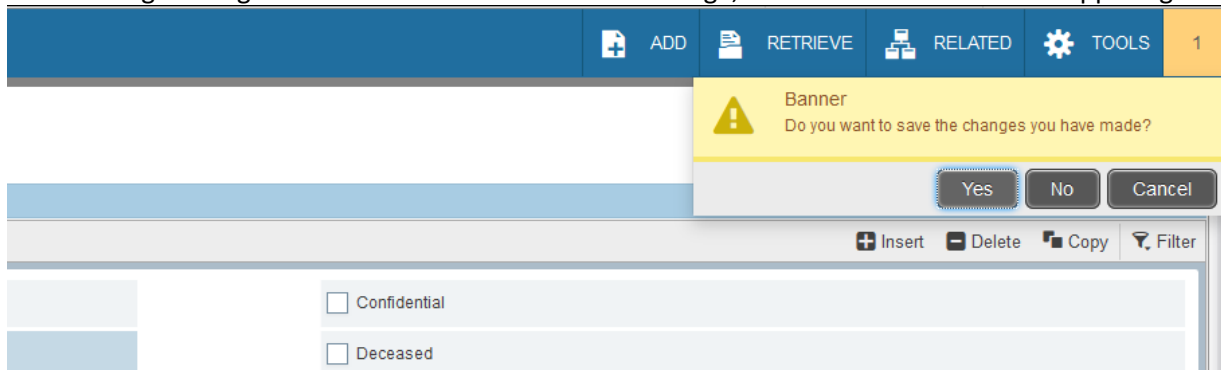 ADD RETRIEVE RELATED TOOLS 1
Banner
Do you want to save the changes you have made?
Yes No Cancel
Insert Delete Copy Filter
Confidential
Deceased